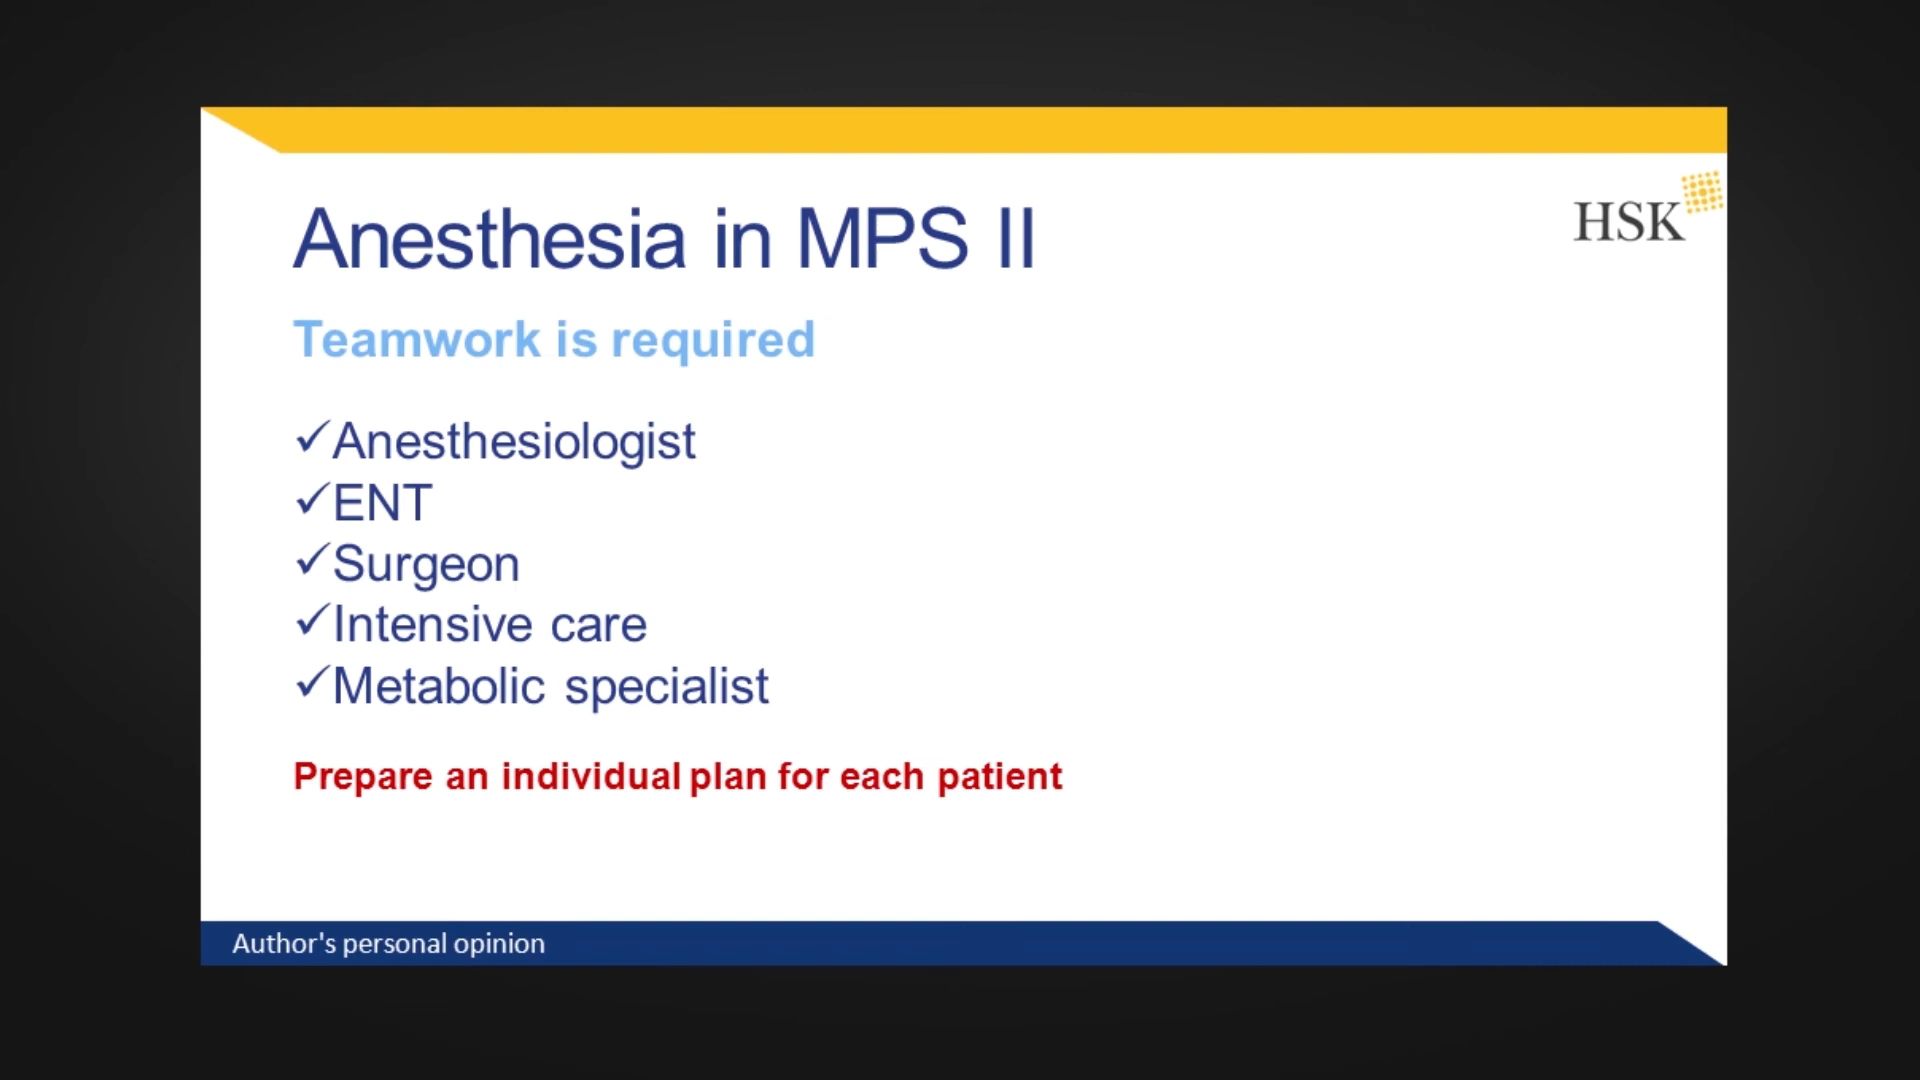 HSK
Anesthesia in MPS II
Teamwork is required
✓Anesthesiologist
✓ENT
✓Surgeon
✓Intensive care
✓Metabolic specialist
Prepare an individual plan for each patient
Author's personal opinion